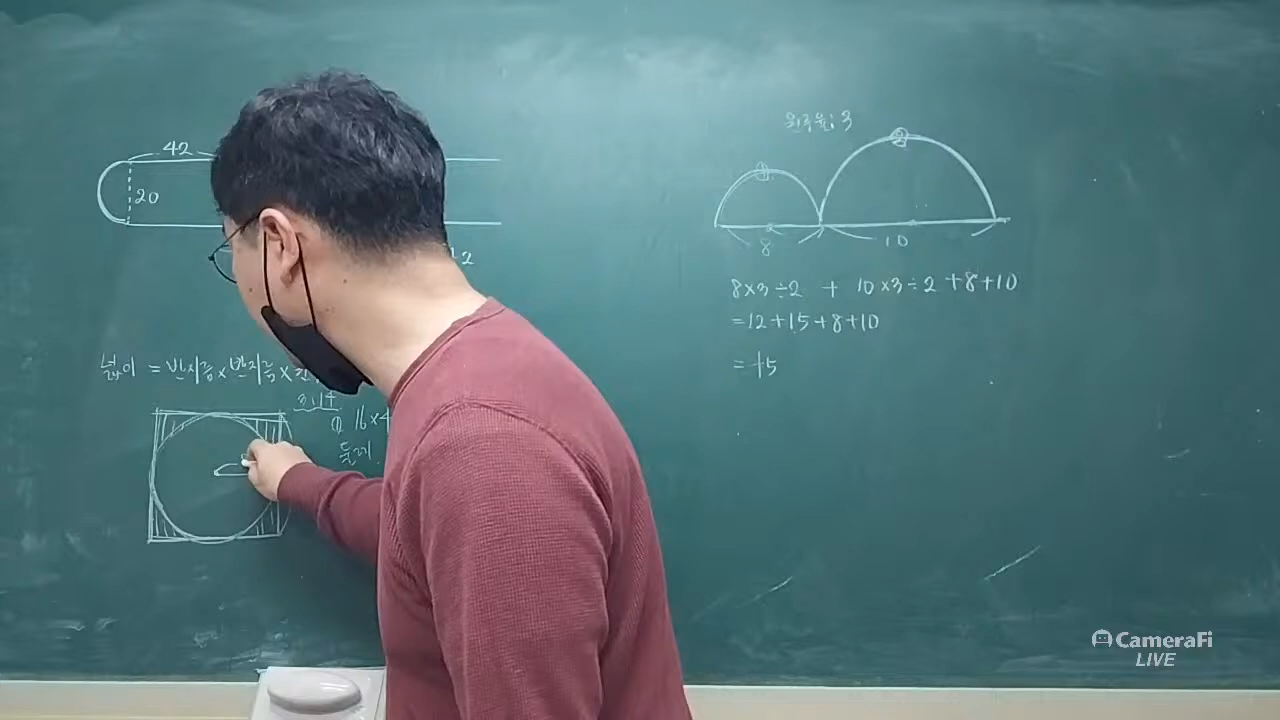 42
20
넓이 = 반지름 × 반지름 ×
3.14
① 16×4
둘레
원주율: 3
①
②
8
10
8×3÷2 + 10×3÷2 +8+10
=12+15+8+10
=45
CameraFi
LIVE